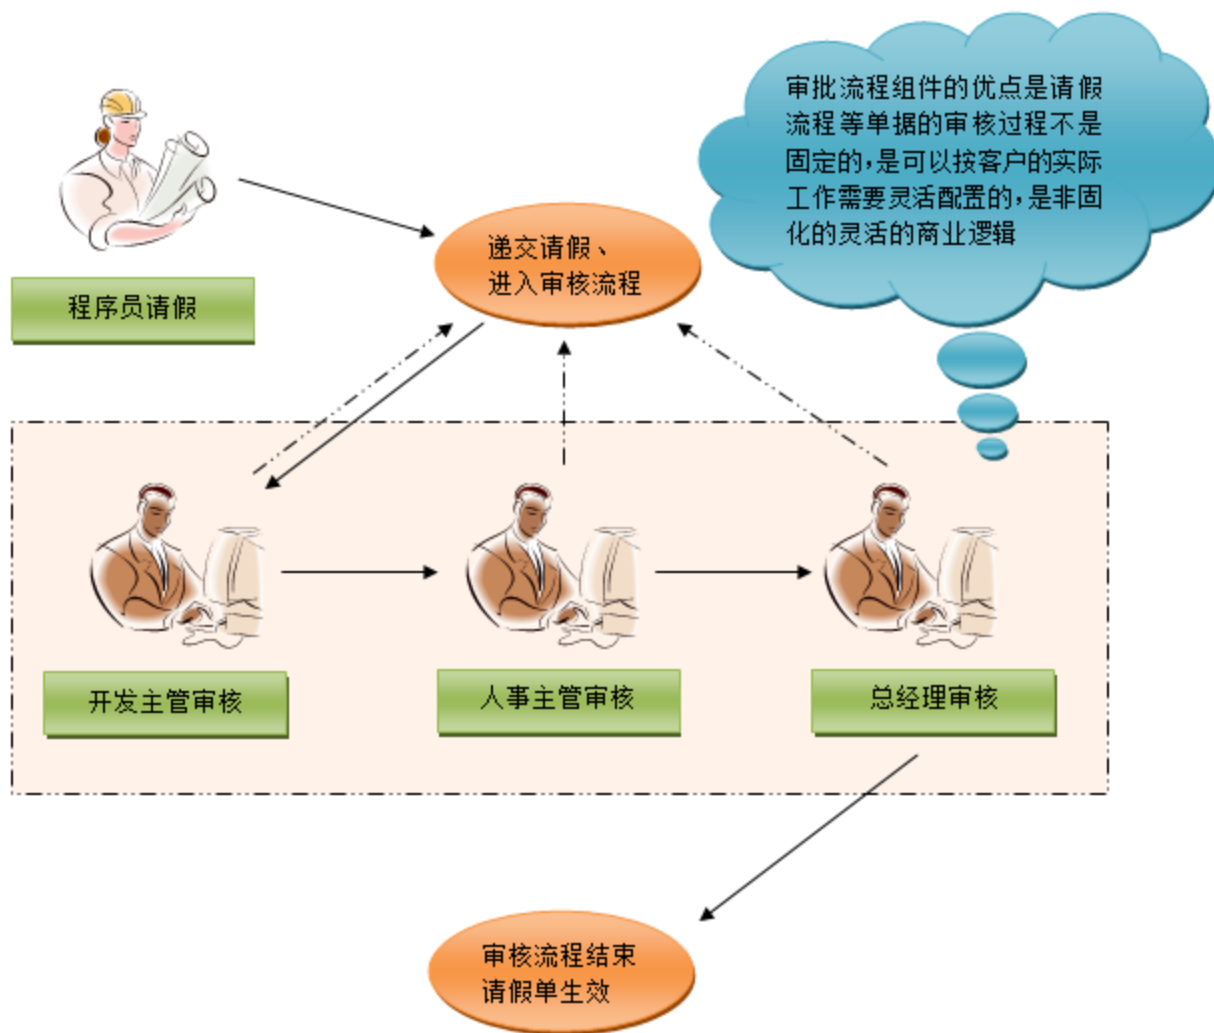 审批流程组件的优点是请假
流程等单据的审核过程不是
固定的,是可以按客户的实际
工作需要灵活配置的,是非固
化的灵活的商业逻辑
递交请假、
进入审核流程
程序员请假
开发主管审核
人事主管审核
总经理审核
审核流程结束
请假单生效